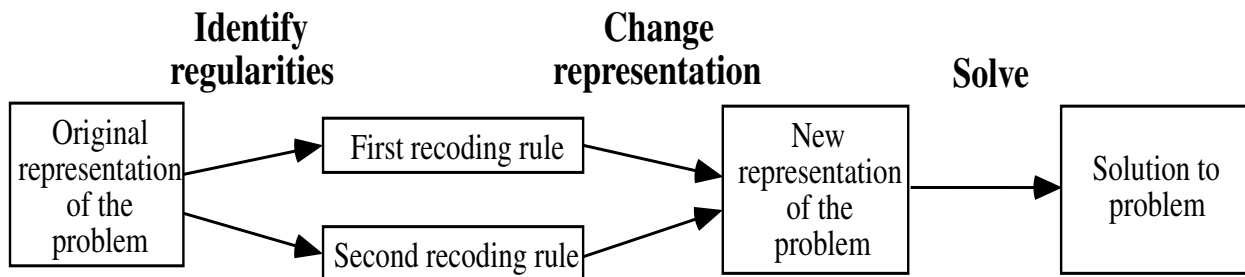 Identify
regularities
Change
representation
Solve
Original
representation
of the
problem
First recoding rule
Second recoding rule
New
representation
of the
problem
Solution to
problem